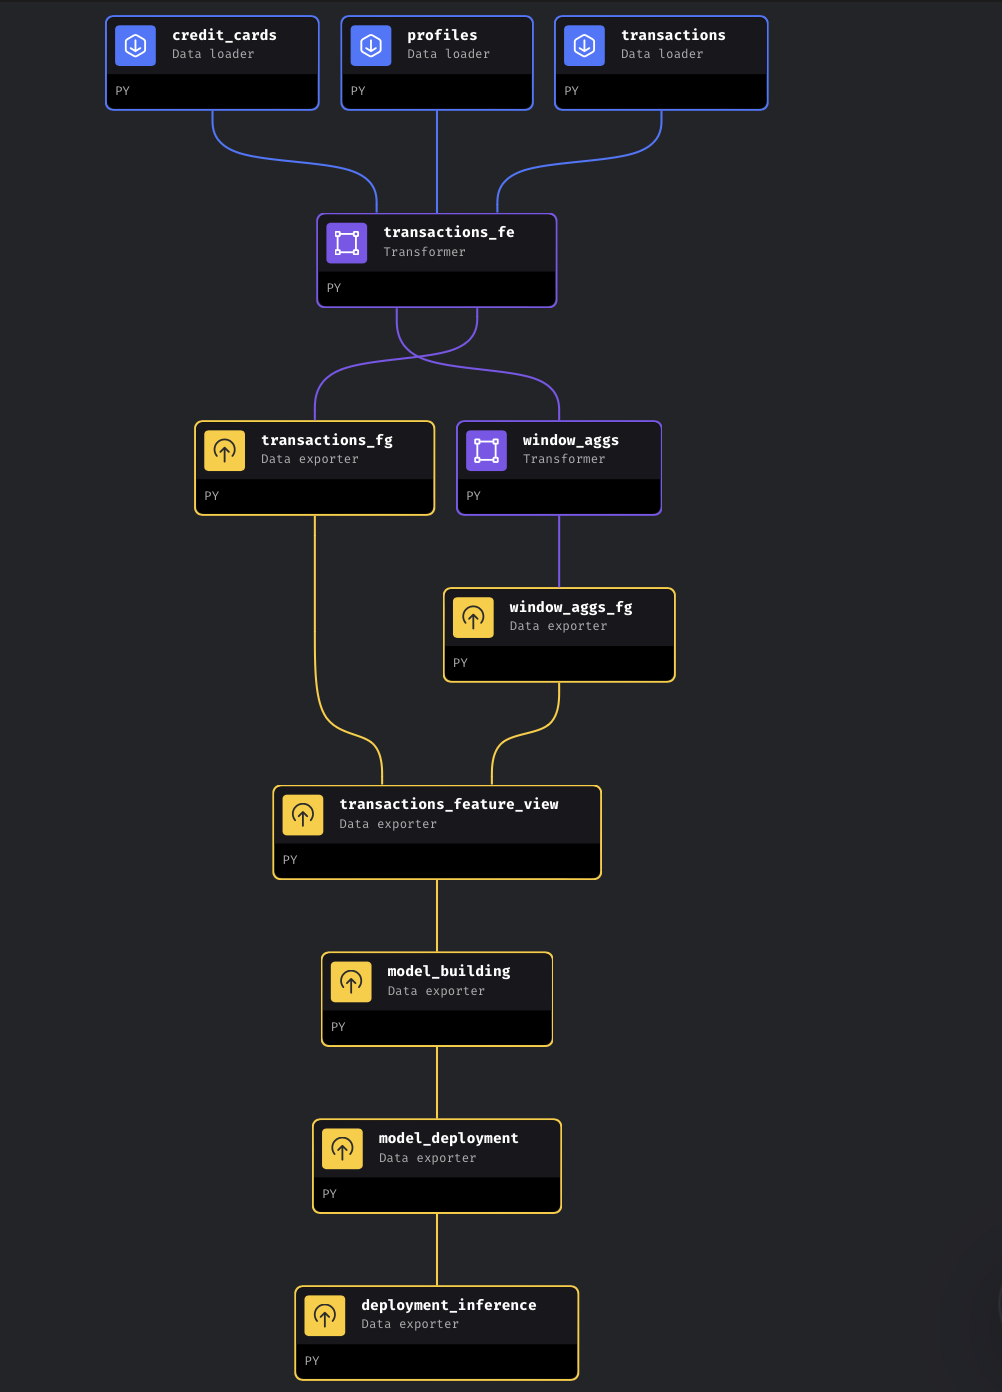 credit_cards
Data loader
PY
profiles
Data loader
PY
transactions
Data loader
PY
transactions_fe
Transformer
PY
transactions_fg
Data exporter
PY
window_aggs
Transformer
PY
window_aggs_fg
Data exporter
PY
transactions_feature_view
Data exporter
PY
model_building
Data exporter
PY
model_deployment
Data exporter
PY
deployment_inference
Data exporter
PY